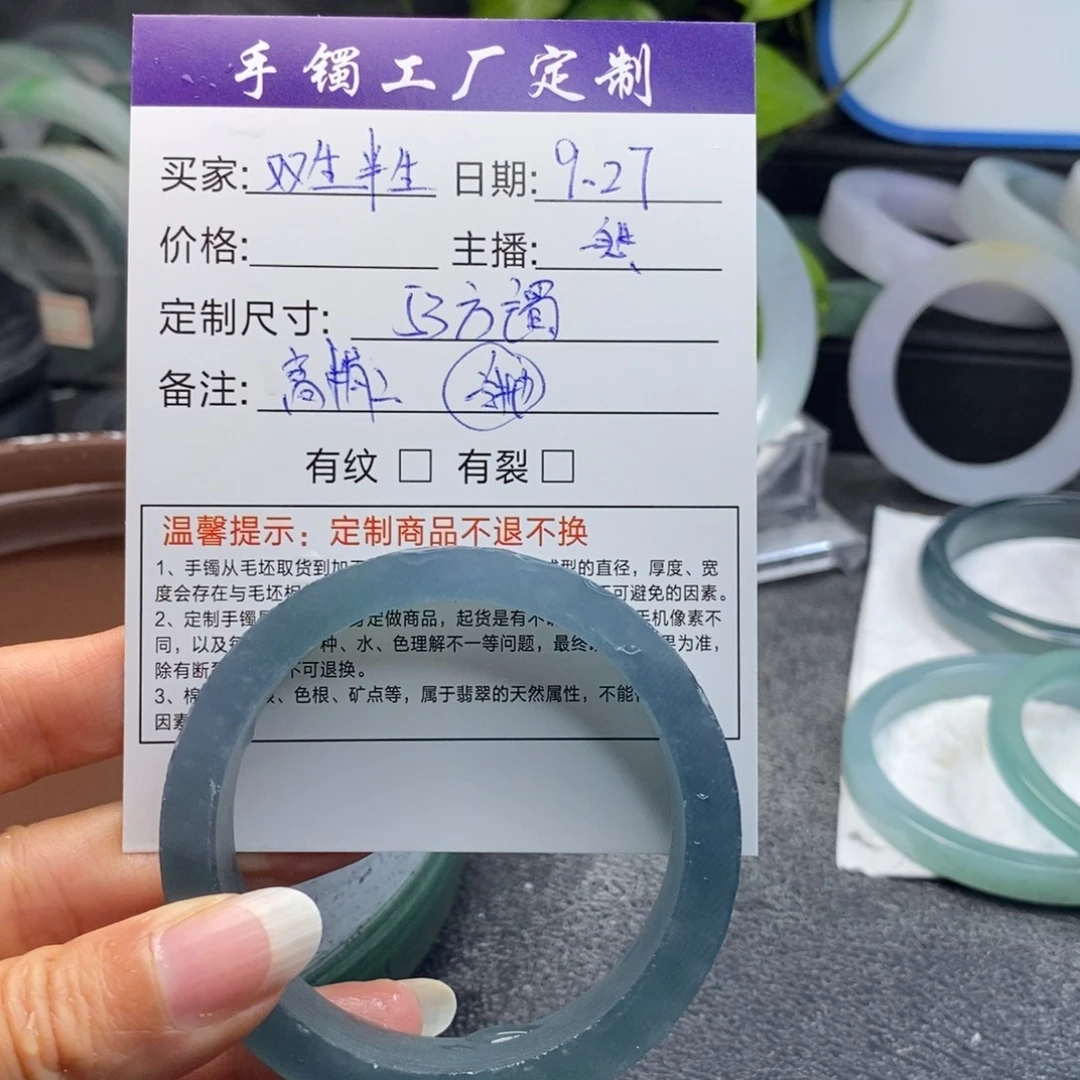 手镯工厂定制
买家: 双生半生 日期: 9.27
价格: 主播:
定制尺寸: 53方镯
备注: 高精工
有纹 □ 有裂 □
温馨提示：定制商品不退不换
1、手镯从毛坯取货到加 型的直径，厚度、宽
度会存在与毛坯 可避免的因素。
2、定制手镯 定做商品，起货是有不 手机像素不
同，以及每 种、水、色理解不一等问题，最终 果为准，
除有断 不可退换。
3、棉 、色根、矿点等，属于翡翠的天然属性，不能
因素